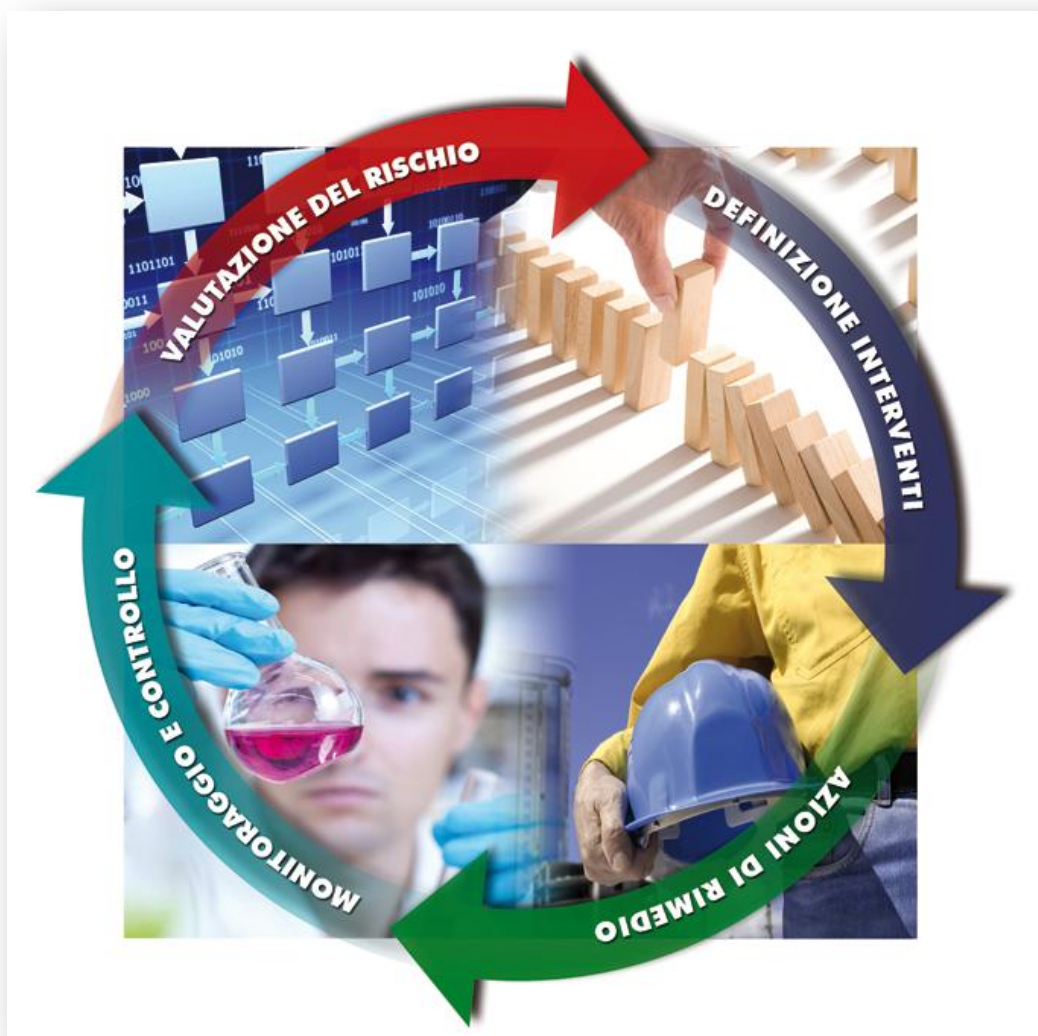 VALUTAZIONE DEL RISCHIO
DEFINIZIONE INTERVENTI
AZIONI DI RIMEDIO
MONITORAGGIO E CONTROLLO